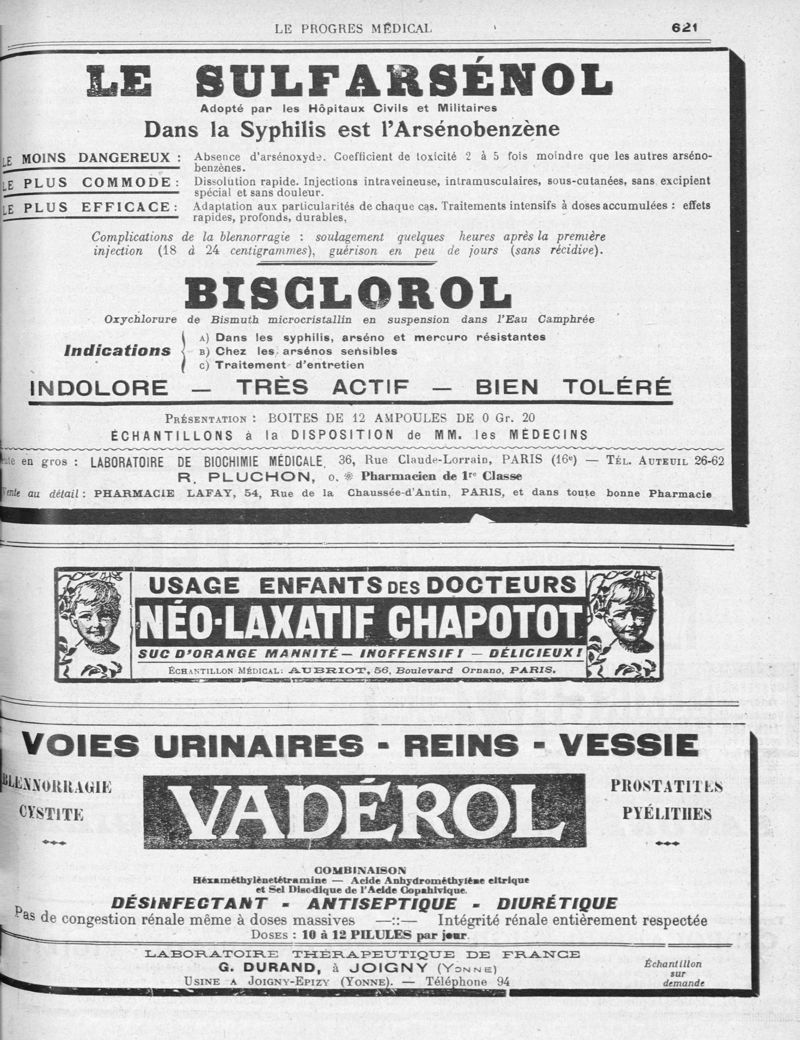 LE PROGRES MÉDICAL 621
LE SULFARSÉNOL
Adopté par les Hôpitaux Civils et Militaires
Dans la Syphilis est l'Arsénobenzène
LE MOINS DANGEREUX : Absence d'arsénoxyde. Coefficient de toxicité 2 à 5 fois moindre que les autres arséno-
benzènes.
LE PLUS COMMODE : Dissolution rapide. Injections intraveineuse, intramusculaires, sous-cutanées, sans excipient
spécial et sans douleur.
LE PLUS EFFICACE : Adaptation aux particularités de chaque cas. Traitements intensifs à doses accumulées : effets
rapides, profonds, durables.
Complications de la blennorragie : soulagement quelques heures après la première
injection (18 à 24 centigrammes), guérison en peu de jours (sans récidive).
BISCLOROL
Oxychlorure de Bismuth microcristallin en suspension dans l'Eau Camphrée
Indications
A) Dans les syphilis, arséno et mercuro résistantes
B) Chez les arsénos sensibles
C) Traitement d'entretien
INDOLORE — TRÈS ACTIF — BIEN TOLÉRÉ
PRÉSENTATION : BOITES DE 12 AMPOULES DE 0 Gr. 20
ÉCHANTILLONS à la DISPOSITION de MM. les MÉDECINS
en gros : LABORATOIRE DE BIOCHIMIE MÉDICALE, 36, Rue Claude-Lorrain, PARIS (16e) — TÉL. AUTEUIL 26-62
R. PLUCHON, O. ※ Pharmacien de 1re Classe
Vente au détail : PHARMACIE LAFAY, 54, Rue de la Chaussée-d'Antin, PARIS, et dans toute bonne Pharmacie
USAGE ENFANTS DES DOCTEURS
NÉO-LAXATIF CHAPOTOT
SUC D'ORANGE MANNITÉ — INOFFENSIF! — DÉLICIEUX!
ÉCHANTILLON MÉDICAL: AUBRIOT, 56, Boulevard Ornano, PARIS.
VOIES URINAIRES - REINS - VESSIE
BLENNORRAGIE
CYSTITE
VADÉROL
PROSTATITES
PYÉLITHES
COMBINAISON
Héxaméthylènetétramine — Acide Anhydrométhylène citrique
et Sel Disodique de l'Acide Copahivique.
DÉSINFECTANT - ANTISEPTIQUE - DIURÉTIQUE
Pas de congestion rénale même à doses massives —::— Intégrité rénale entièrement respectée
DOSES : 10 à 12 PILULES par jour.
LABORATOIRE THÉRAPEUTIQUE DE FRANCE
G. DURAND, à JOIGNY (YONNE)
USINE A JOIGNY-EPIZY (YONNE). — Téléphone 94
Échantillon
sur
demande